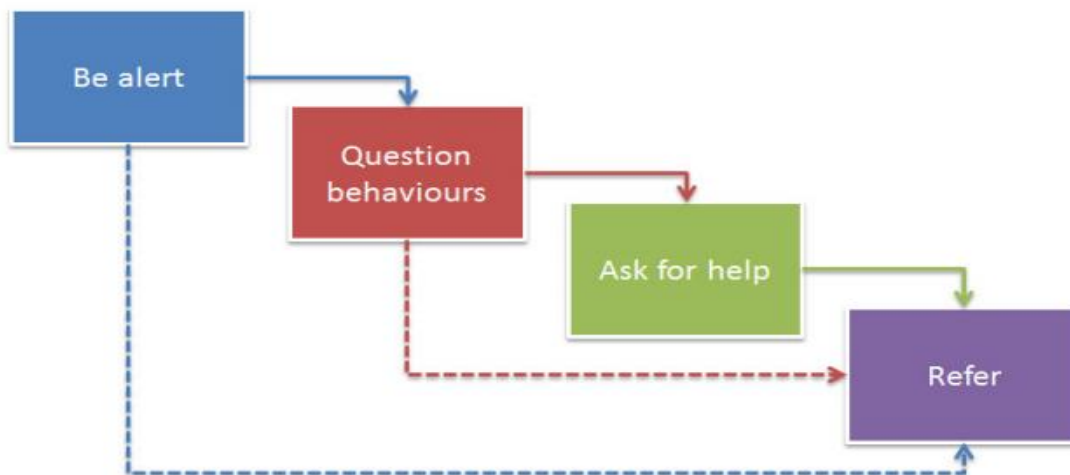 Be alert
Question
behaviours
Ask for help
Refer